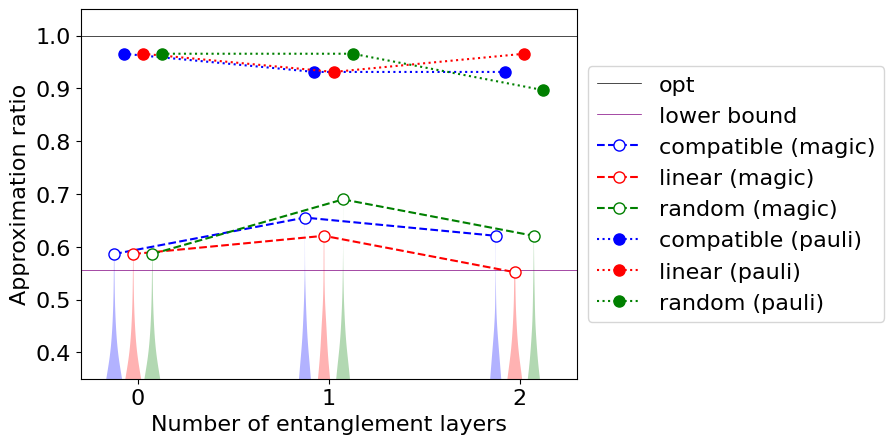 1.0
0.9
0.8
0.7
0.6
0.5
0.4
Approximation ratio
0 1 2
Number of entanglement layers
opt
lower bound
compatible (magic)
linear (magic)
random (magic)
compatible (pauli)
linear (pauli)
random (pauli)